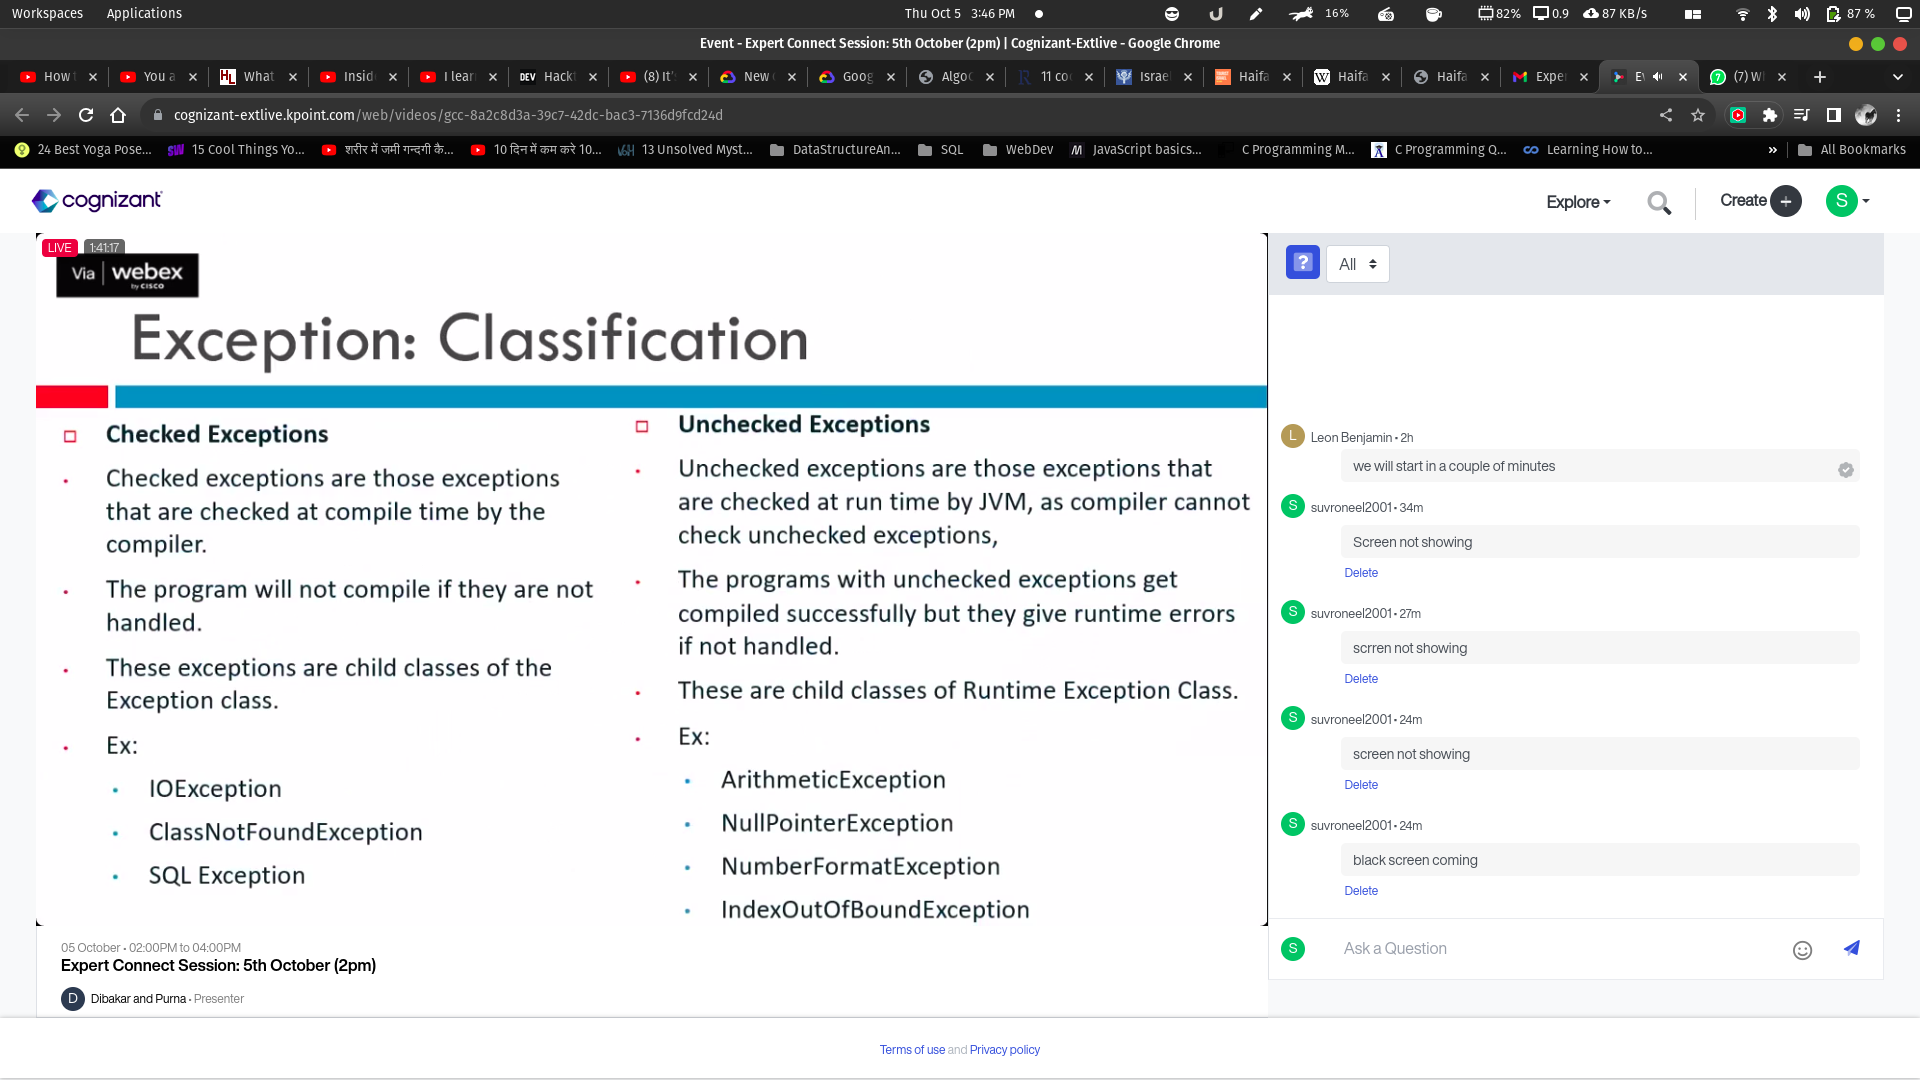 Workspaces Applications Thu Oct 5 3:46 PM 16% 82% 0.9 87 KB/s 87 %
Event - Expert Connect Session: 5th October (2pm) | Cognizant-Extlive - Google Chrome
How You a What Insid I lear DEV Hack (8) It' New Goog AlgoC R 11 co Israe Haifa Haifa Haifa Expe Ev (7) W
cognizant-extlive.kpoint.com/web/videos/gcc-8a2c8d3a-39c7-42dc-bac3-7136d9fcd24d
24 Best Yoga Pose... 15 Cool Things Yo... शरीर में जमी गन्दगी कै... 10 दिन में कम करे 10... 13 Unsolved Myst... DataStructureAn... SQL WebDev JavaScript basics... C Programming M... C Programming Q... Learning How to... » All Bookmarks
cognizant Explore Create S
LIVE 1:41:17
Via | webex
by CISCO
Exception: Classification
Checked Exceptions
Checked exceptions are those exceptions
that are checked at compile time by the
compiler.
The program will not compile if they are not
handled.
These exceptions are child classes of the
Exception class.
Ex:
IOException
ClassNotFoundException
SQL Exception
Unchecked Exceptions
Unchecked exceptions are those exceptions that
are checked at run time by JVM, as compiler cannot
check unchecked exceptions,
The programs with unchecked exceptions get
compiled successfully but they give runtime errors
if not handled.
These are child classes of Runtime Exception Class.
Ex:
ArithmeticException
NullPointerException
NumberFormatException
IndexOutOfBoundException
05 October • 02:00PM to 04:00PM
Expert Connect Session: 5th October (2pm)
D Dibakar and Purna • Presenter
? All
L Leon Benjamin • 2h
we will start in a couple of minutes
S suvroneel2001 • 34m
Screen not showing
Delete
S suvroneel2001 • 27m
scrren not showing
Delete
S suvroneel2001 • 24m
screen not showing
Delete
S suvroneel2001 • 24m
black screen coming
Delete
S Ask a Question
Terms of use and Privacy policy